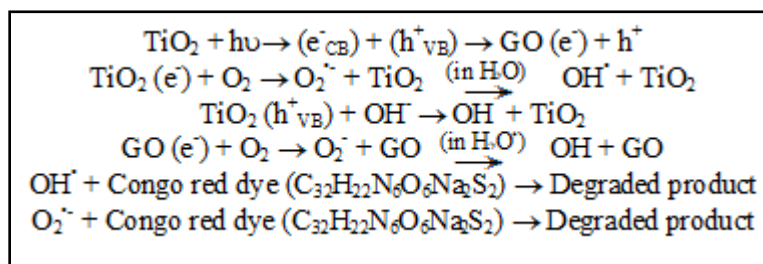 TiO₂ + hυ → (e⁻CB) + (h⁺VB) → GO (e⁻) + h⁺
TiO₂ (e⁻) + O₂ → O₂•⁻ + TiO₂ (in H₂O) → OH• + TiO₂
TiO₂ (h⁺VB) + OH⁻ → OH + TiO₂
GO (e⁻) + O₂ → O₂⁻ + GO (in H₂O•) → OH + GO
OH• + Congo red dye (C₃₂H₂₂N₆O₆Na₂S₂) → Degraded product
O₂•⁻ + Congo red dye (C₃₂H₂₂N₆O₆Na₂S₂) → Degraded product